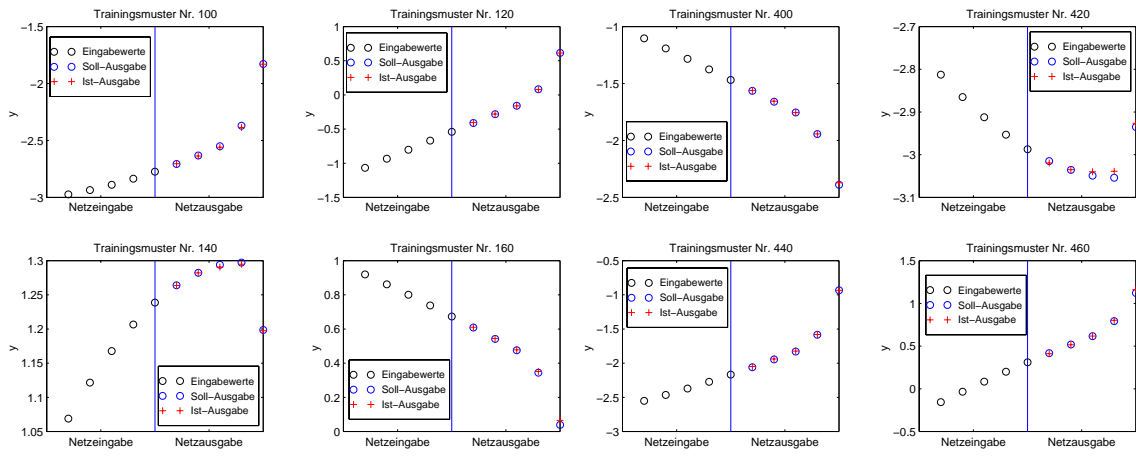 Trainingsmuster Nr. 100
−1.5
−2
−2.5
−3
y
Eingabewerte
Soll−Ausgabe
Ist−Ausgabe
Netzeingabe Netzausgabe
Trainingsmuster Nr. 120
1
0.5
0
−0.5
−1
−1.5
y
Eingabewerte
Soll−Ausgabe
Ist−Ausgabe
Netzeingabe Netzausgabe
Trainingsmuster Nr. 400
−1
−1.5
−2
−2.5
y
Eingabewerte
Soll−Ausgabe
Ist−Ausgabe
Netzeingabe Netzausgabe
Trainingsmuster Nr. 420
−2.7
−2.8
−2.9
−3
−3.1
y
Eingabewerte
Soll−Ausgabe
Ist−Ausgabe
Netzeingabe Netzausgabe
Trainingsmuster Nr. 140
1.3
1.25
1.2
1.15
1.1
1.05
y
Eingabewerte
Soll−Ausgabe
Ist−Ausgabe
Netzeingabe Netzausgabe
Trainingsmuster Nr. 160
1
0.8
0.6
0.4
0.2
0
y
Eingabewerte
Soll−Ausgabe
Ist−Ausgabe
Netzeingabe Netzausgabe
Trainingsmuster Nr. 440
−0.5
−1
−1.5
−2
−2.5
−3
y
Eingabewerte
Soll−Ausgabe
Ist−Ausgabe
Netzeingabe Netzausgabe
Trainingsmuster Nr. 460
1.5
1
0.5
0
−0.5
y
Eingabewerte
Soll−Ausgabe
Ist−Ausgabe
Netzeingabe Netzausgabe